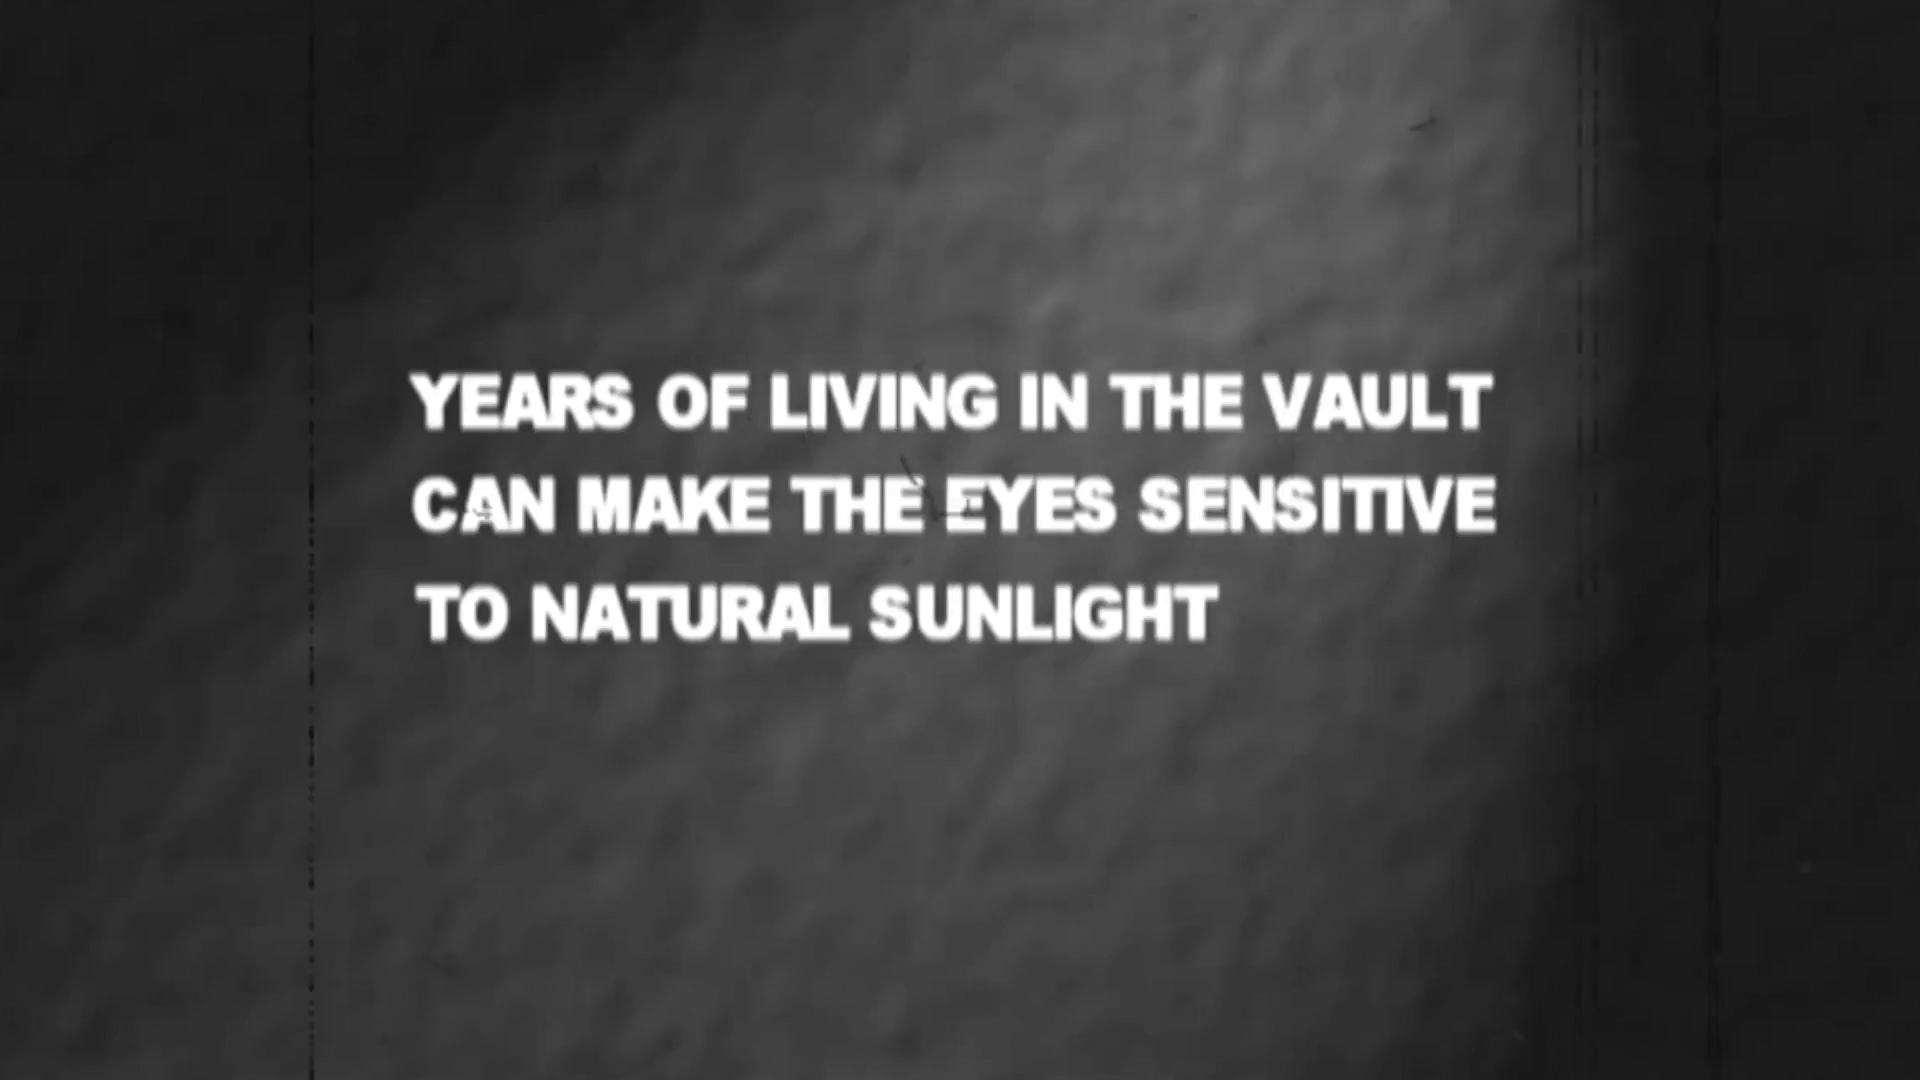 YEARS OF LIVING IN THE VAULT
CAN MAKE THE EYES SENSITIVE
TO NATURAL SUNLIGHT